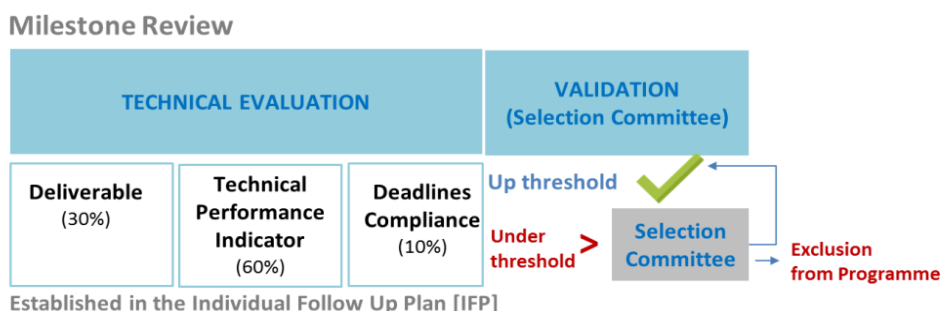 Milestone Review
TECHNICAL EVALUATION
VALIDATION
(Selection Committee)
Deliverable
(30%)
Technical
Performance
Indicator
(60%)
Deadlines
Compliance
(10%)
Up threshold
Under
threshold
>
Selection
Committee
Exclusion
from Programme
Established in the Individual Follow Up Plan [IFP]